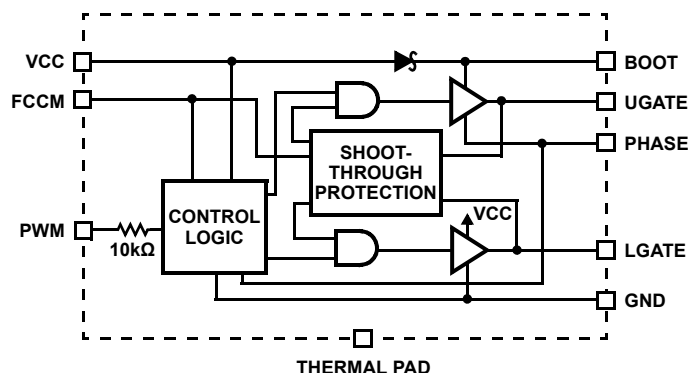 VCC
BOOT
FCCM
UGATE
PHASE
SHOOT-
THROUGH
PROTECTION
CONTROL
LOGIC
VCC
PWM
10kΩ
LGATE
GND
THERMAL PAD